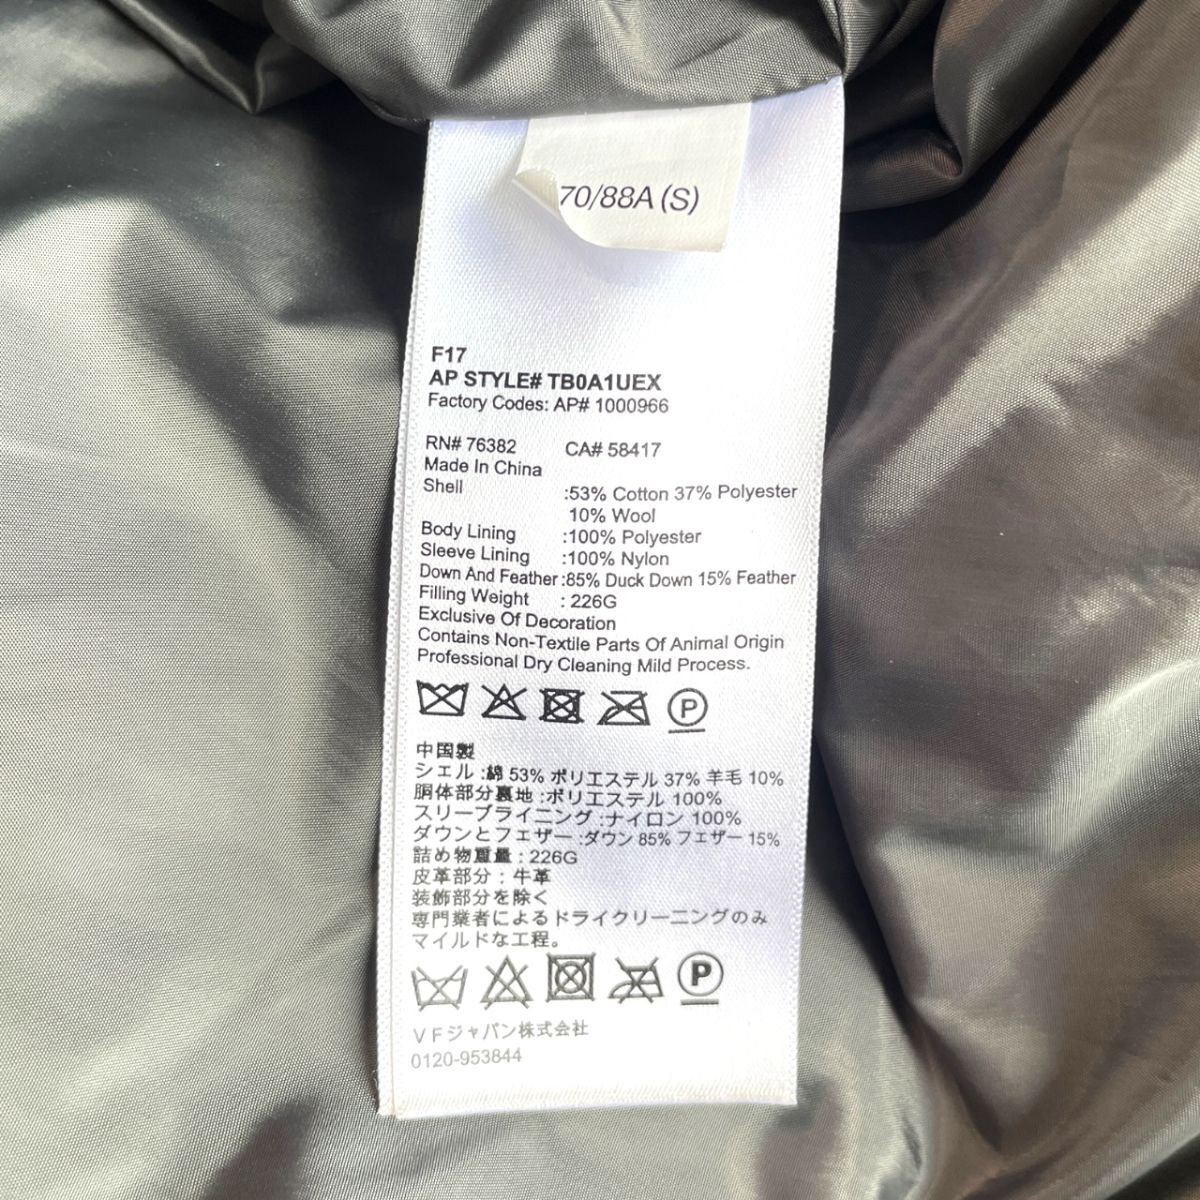 70/88A (S)
F17
AP STYLE# TB0A1UEX
Factory Codes: AP# 1000966
RN# 76382 CA# 58417
Made In China
Shell :53% Cotton 37% Polyester
10% Wool
Body Lining :100% Polyester
Sleeve Lining :100% Nylon
Down And Feather :85% Duck Down 15% Feather
Filling Weight : 226G
Exclusive Of Decoration
Contains Non-Textile Parts Of Animal Origin
Professional Dry Cleaning Mild Process.
P
中国製
シェル :綿 53% ポリエステル 37% 羊毛 10%
胴体部分裏地 :ポリエステル 100%
スリーブライニング :ナイロン 100%
ダウンとフェザー :ダウン 85% フェザー 15%
詰め物重量 : 226G
皮革部分 : 牛革
装飾部分を除く
専門業者によるドライクリーニングのみ
マイルドな工程。
P
VFジャパン株式会社
0120-953844